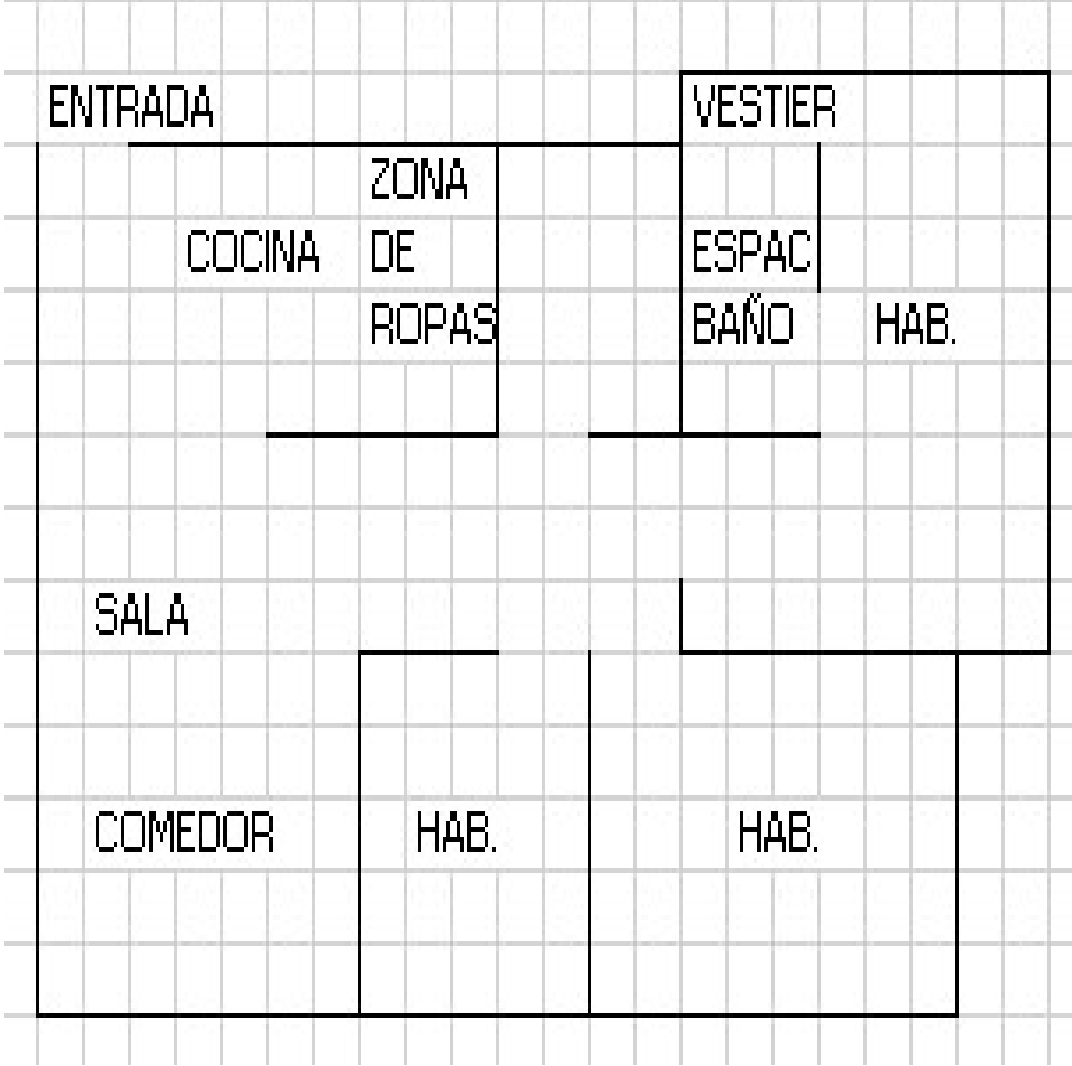 ENTRADA
VESTIER
ZONA
COCINA
DE
ROPAS
ESPAC
BAÑO
HAB.
SALA
COMEDOR
HAB.
HAB.